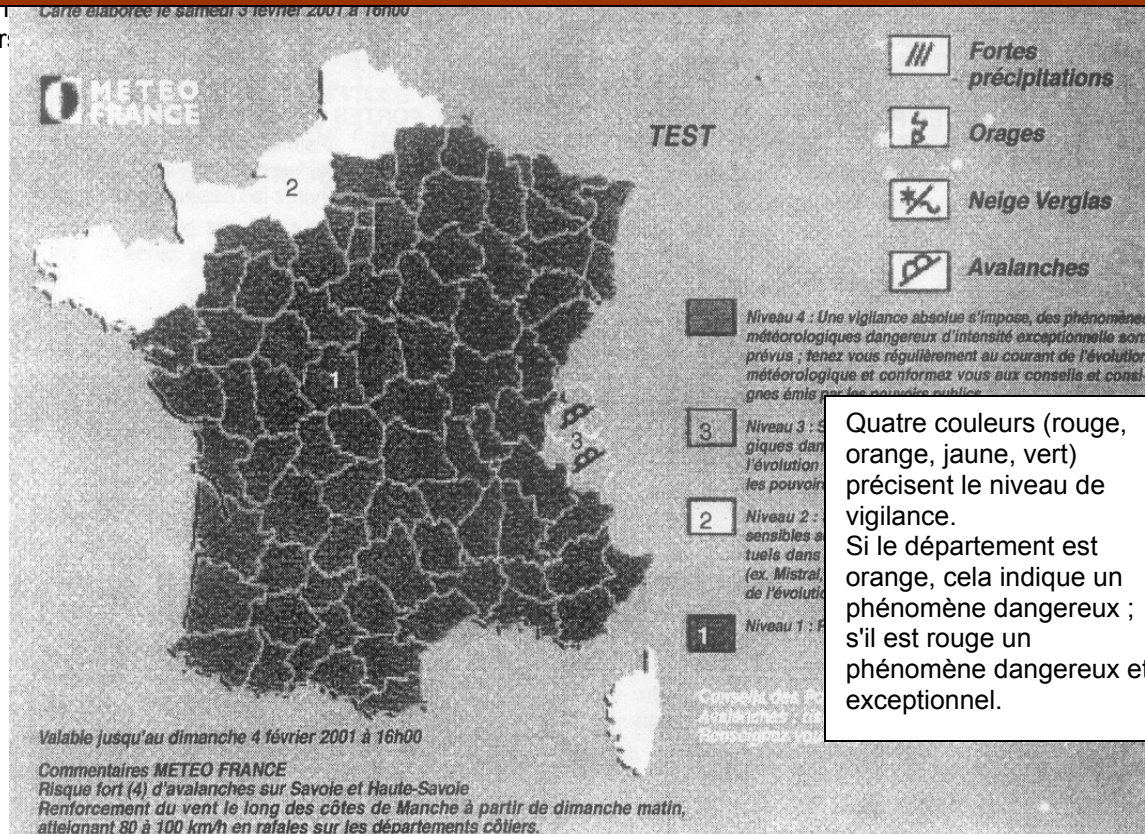 Carte élaborée le samedi 3 février 2001 à 16h00
METEO
FRANCE
TEST
2
1
3
Fortes
précipitations
Orages
Neige Verglas
Avalanches
Niveau 4 : Une vigilance absolue s'impose, des phénomènes
météorologiques dangereux d'intensité exceptionnelle sont
prévus ; tenez vous régulièrement au courant de l'évolution
météorologique et conformez vous aux conseils et consi-
gnes émis par les pouvoirs publics
3
Niveau 3 :
giques
l'évolution
les
2
Niveau 2 :
sensibles
tuels dans
(ex. Mistral,
de
1
Niveau 1 :
Quatre couleurs (rouge,
orange, jaune, vert)
précisent le niveau de
vigilance.
Si le département est
orange, cela indique un
phénomène dangereux ;
s'il est rouge un
phénomène dangereux et
exceptionnel.
Conseils des
Avalanches :
Valable jusqu'au dimanche 4 février 2001 à 16h00
Commentaires METEO FRANCE
Risque fort (4) d'avalanches sur Savoie et Haute-Savoie
Renforcement du vent le long des côtes de Manche à partir de dimanche matin,
atteignant 80 à 100 km/h en rafales sur les départements côtiers.